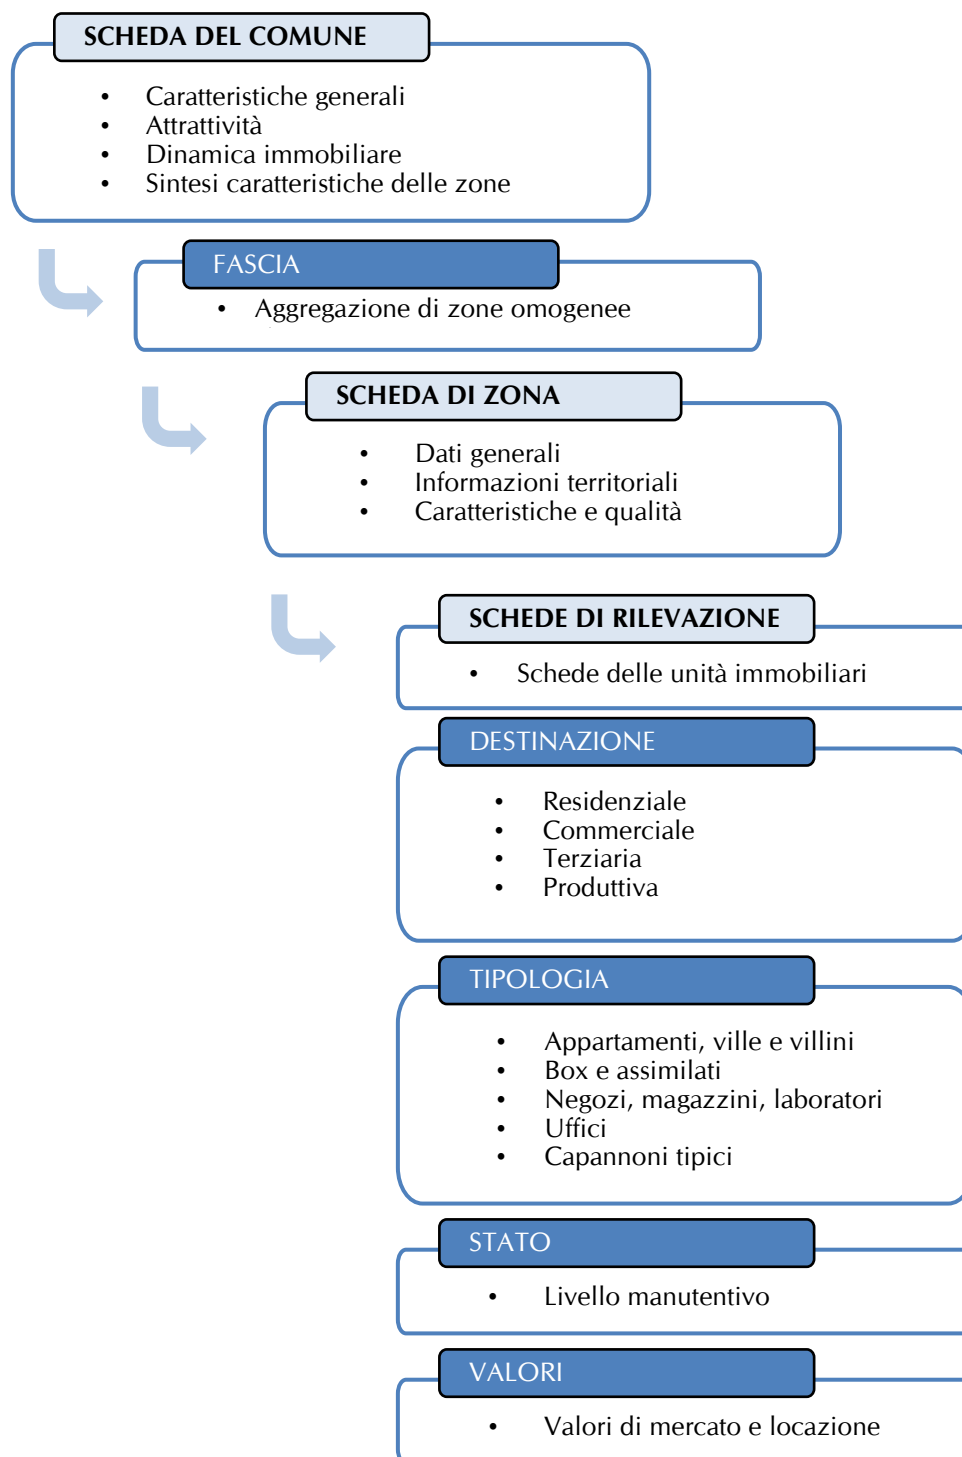 SCHEDA DEL COMUNE
• Caratteristiche generali
• Attrattività
• Dinamica immobiliare
• Sintesi caratteristiche delle zone
FASCIA
• Aggregazione di zone omogenee
SCHEDA DI ZONA
• Dati generali
• Informazioni territoriali
• Caratteristiche e qualità
SCHEDE DI RILEVAZIONE
• Schede delle unità immobiliari
DESTINAZIONE
• Residenziale
• Commerciale
• Terziaria
• Produttiva
TIPOLOGIA
• Appartamenti, ville e villini
• Box e assimilati
• Negozi, magazzini, laboratori
• Uffici
• Capannoni tipici
STATO
• Livello manutentivo
VALORI
• Valori di mercato e locazione